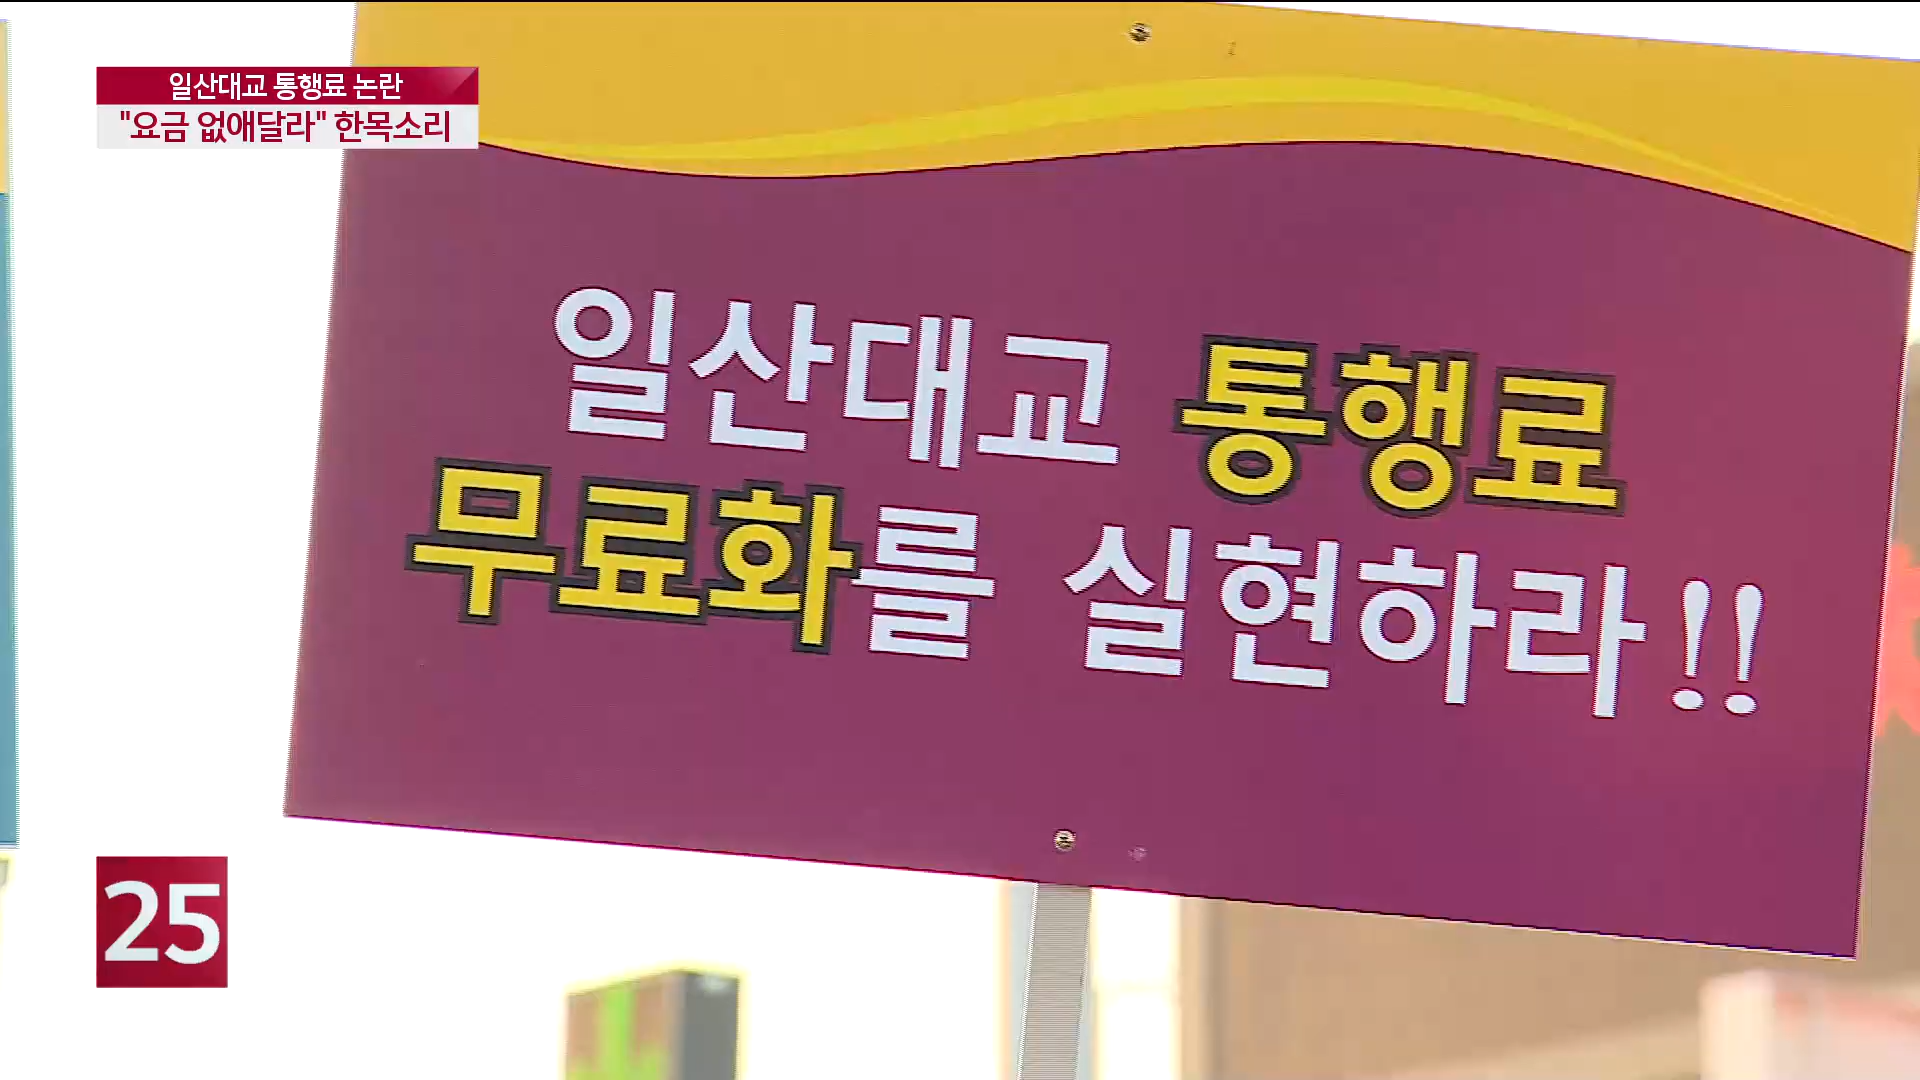 일산대교 통행료 논란
"요금 없애달라" 한목소리
일산대교 통행료
무료화를 실현하라!!
25